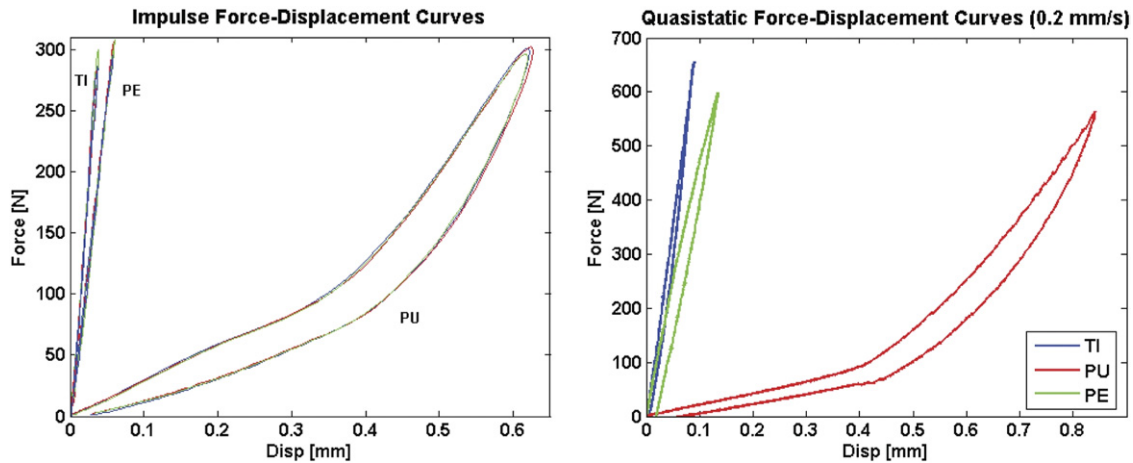 Impulse Force-Displacement Curves
300
250
200
150
100
50
0
Force [N]
TI
PE
PU
0 0.1 0.2 0.3 0.4 0.5 0.6
Disp [mm]
Quasistatic Force-Displacement Curves (0.2 mm/s)
700
600
500
400
300
200
100
0
Force [N]
TI
PU
PE
0 0.1 0.2 0.3 0.4 0.5 0.6 0.7 0.8
Disp [mm]